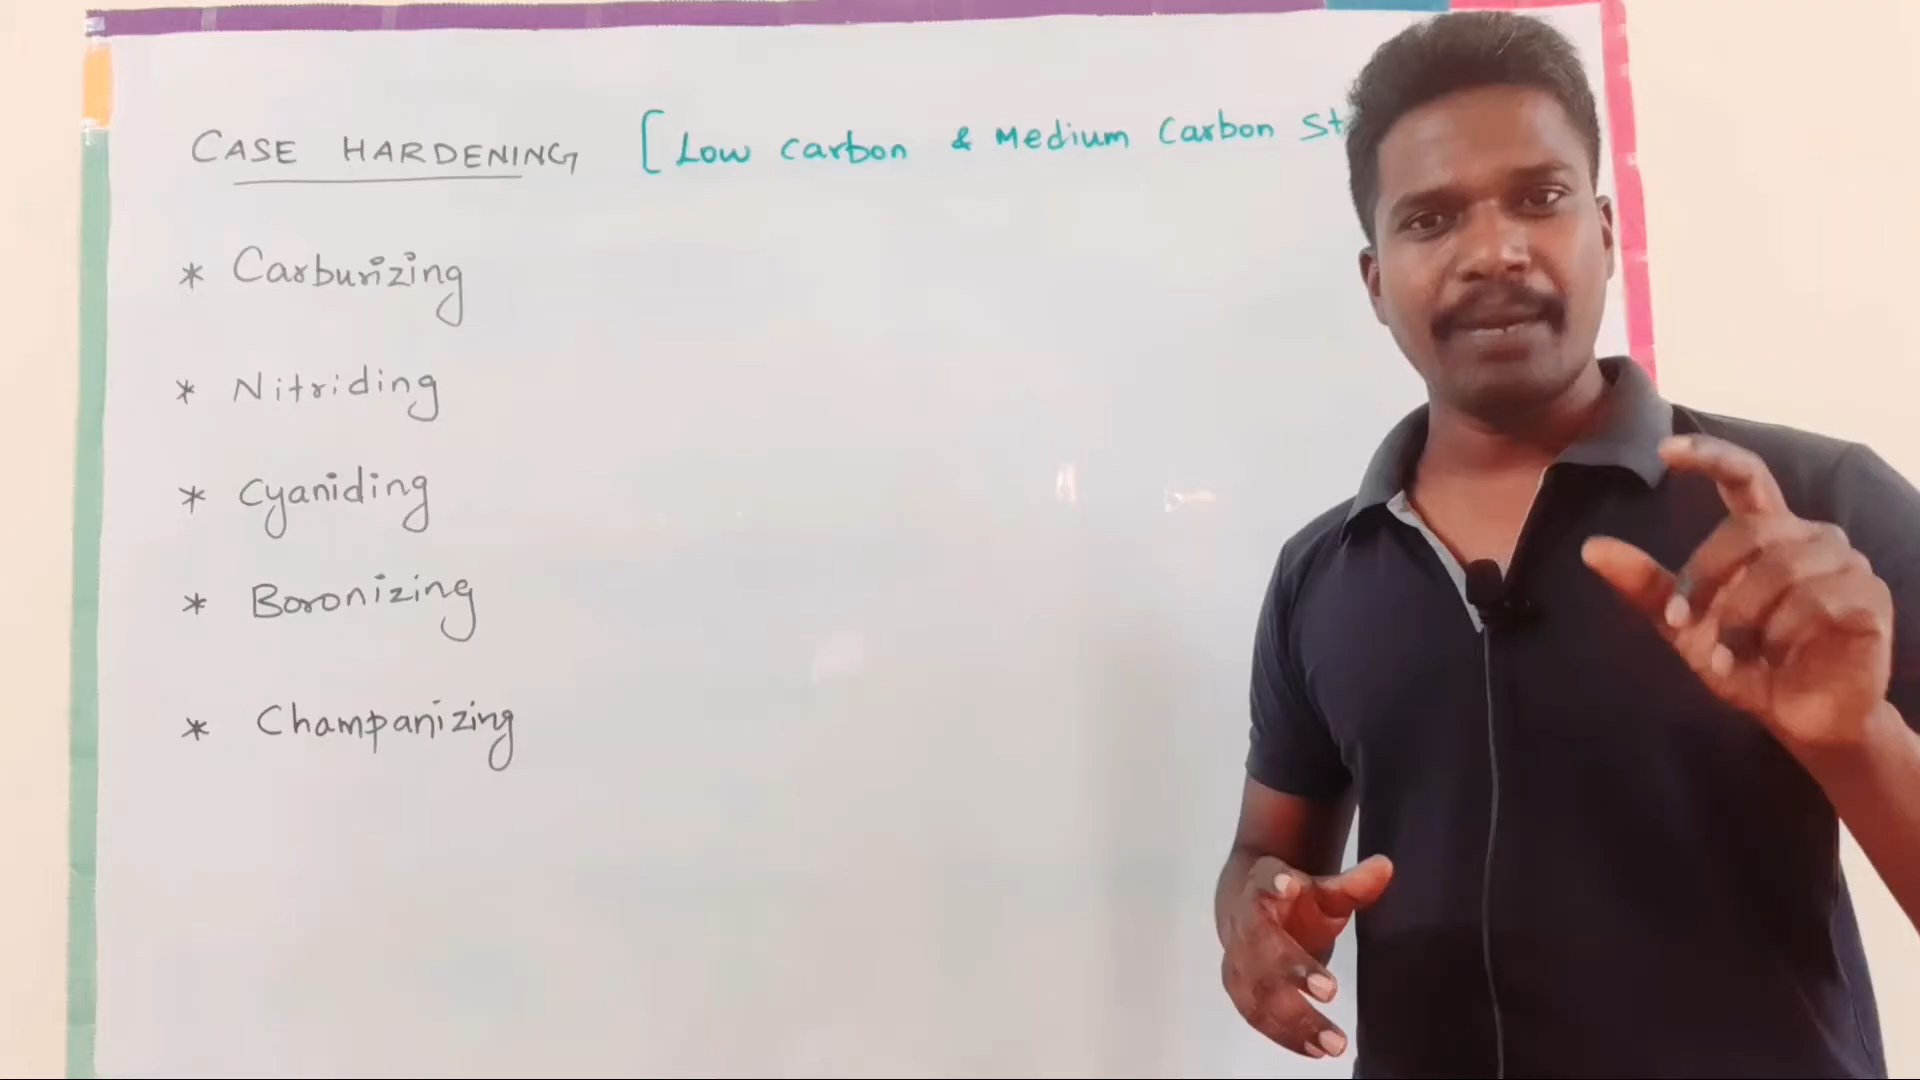 CASE HARDENING [Low carbon & Medium Carbon St
* Carburizing
* Nitriding
* Cyaniding
* Boronizing
* Champanizing